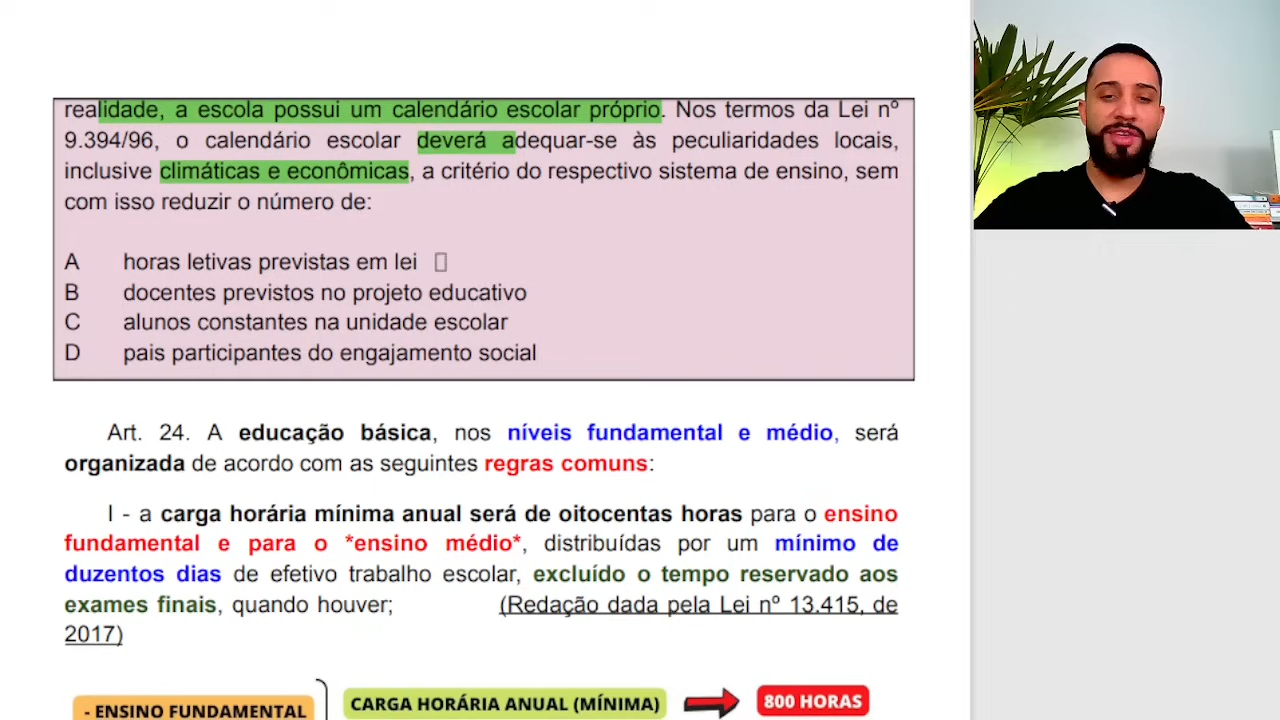 realidade, a escola possui um calendário escolar próprio. Nos termos da Lei nº
9.394/96, o calendário escolar deverá adequar-se às peculiaridades locais,
inclusive climáticas e econômicas, a critério do respectivo sistema de ensino, sem
com isso reduzir o número de:
A horas letivas previstas em lei
B docentes previstos no projeto educativo
C alunos constantes na unidade escolar
D pais participantes do engajamento social
Art. 24. A educação básica, nos níveis fundamental e médio, será
organizada de acordo com as seguintes regras comuns:
I - a carga horária mínima anual será de oitocentas horas para o ensino
fundamental e para o *ensino médio*, distribuídas por um mínimo de
duzentos dias de efetivo trabalho escolar, excluído o tempo reservado aos
exames finais, quando houver; (Redação dada pela Lei nº 13.415, de
2017)
- ENSINO FUNDAMENTAL CARGA HORÁRIA ANUAL (MÍNIMA) 800 HORAS